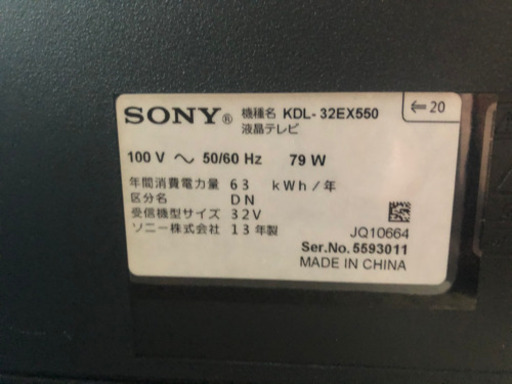 SONY® 機種名 KDL-32EX550
液晶テレビ
⇐20
100 V ～ 50/60 Hz 79 W
年間消費電力量 63 kWh/年
区分名 DN
受信機型サイズ 32V
ソニー株式会社 13年製
JQ10664
Ser.No. 5593011
MADE IN CHINA